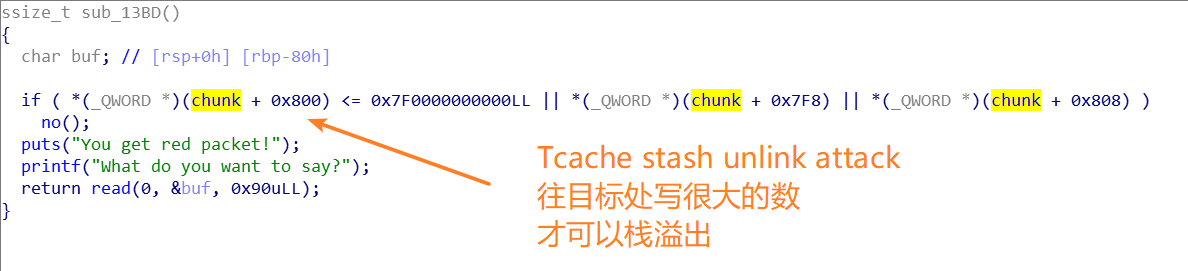 ssize_t sub_13BD()
{
char buf; // [rsp+0h] [rbp-80h]
if ( *(_QWORD *)(chunk + 0x800) <= 0x7F0000000000LL || *(_QWORD *)(chunk + 0x7F8) || *(_QWORD *)(chunk + 0x808) )
no();
puts("You get red packet!");
printf("What do you want to say?");
return read(0, &buf, 0x90uLL);
}
Tcache stash unlink attack
往目标处写很大的数
才可以栈溢出